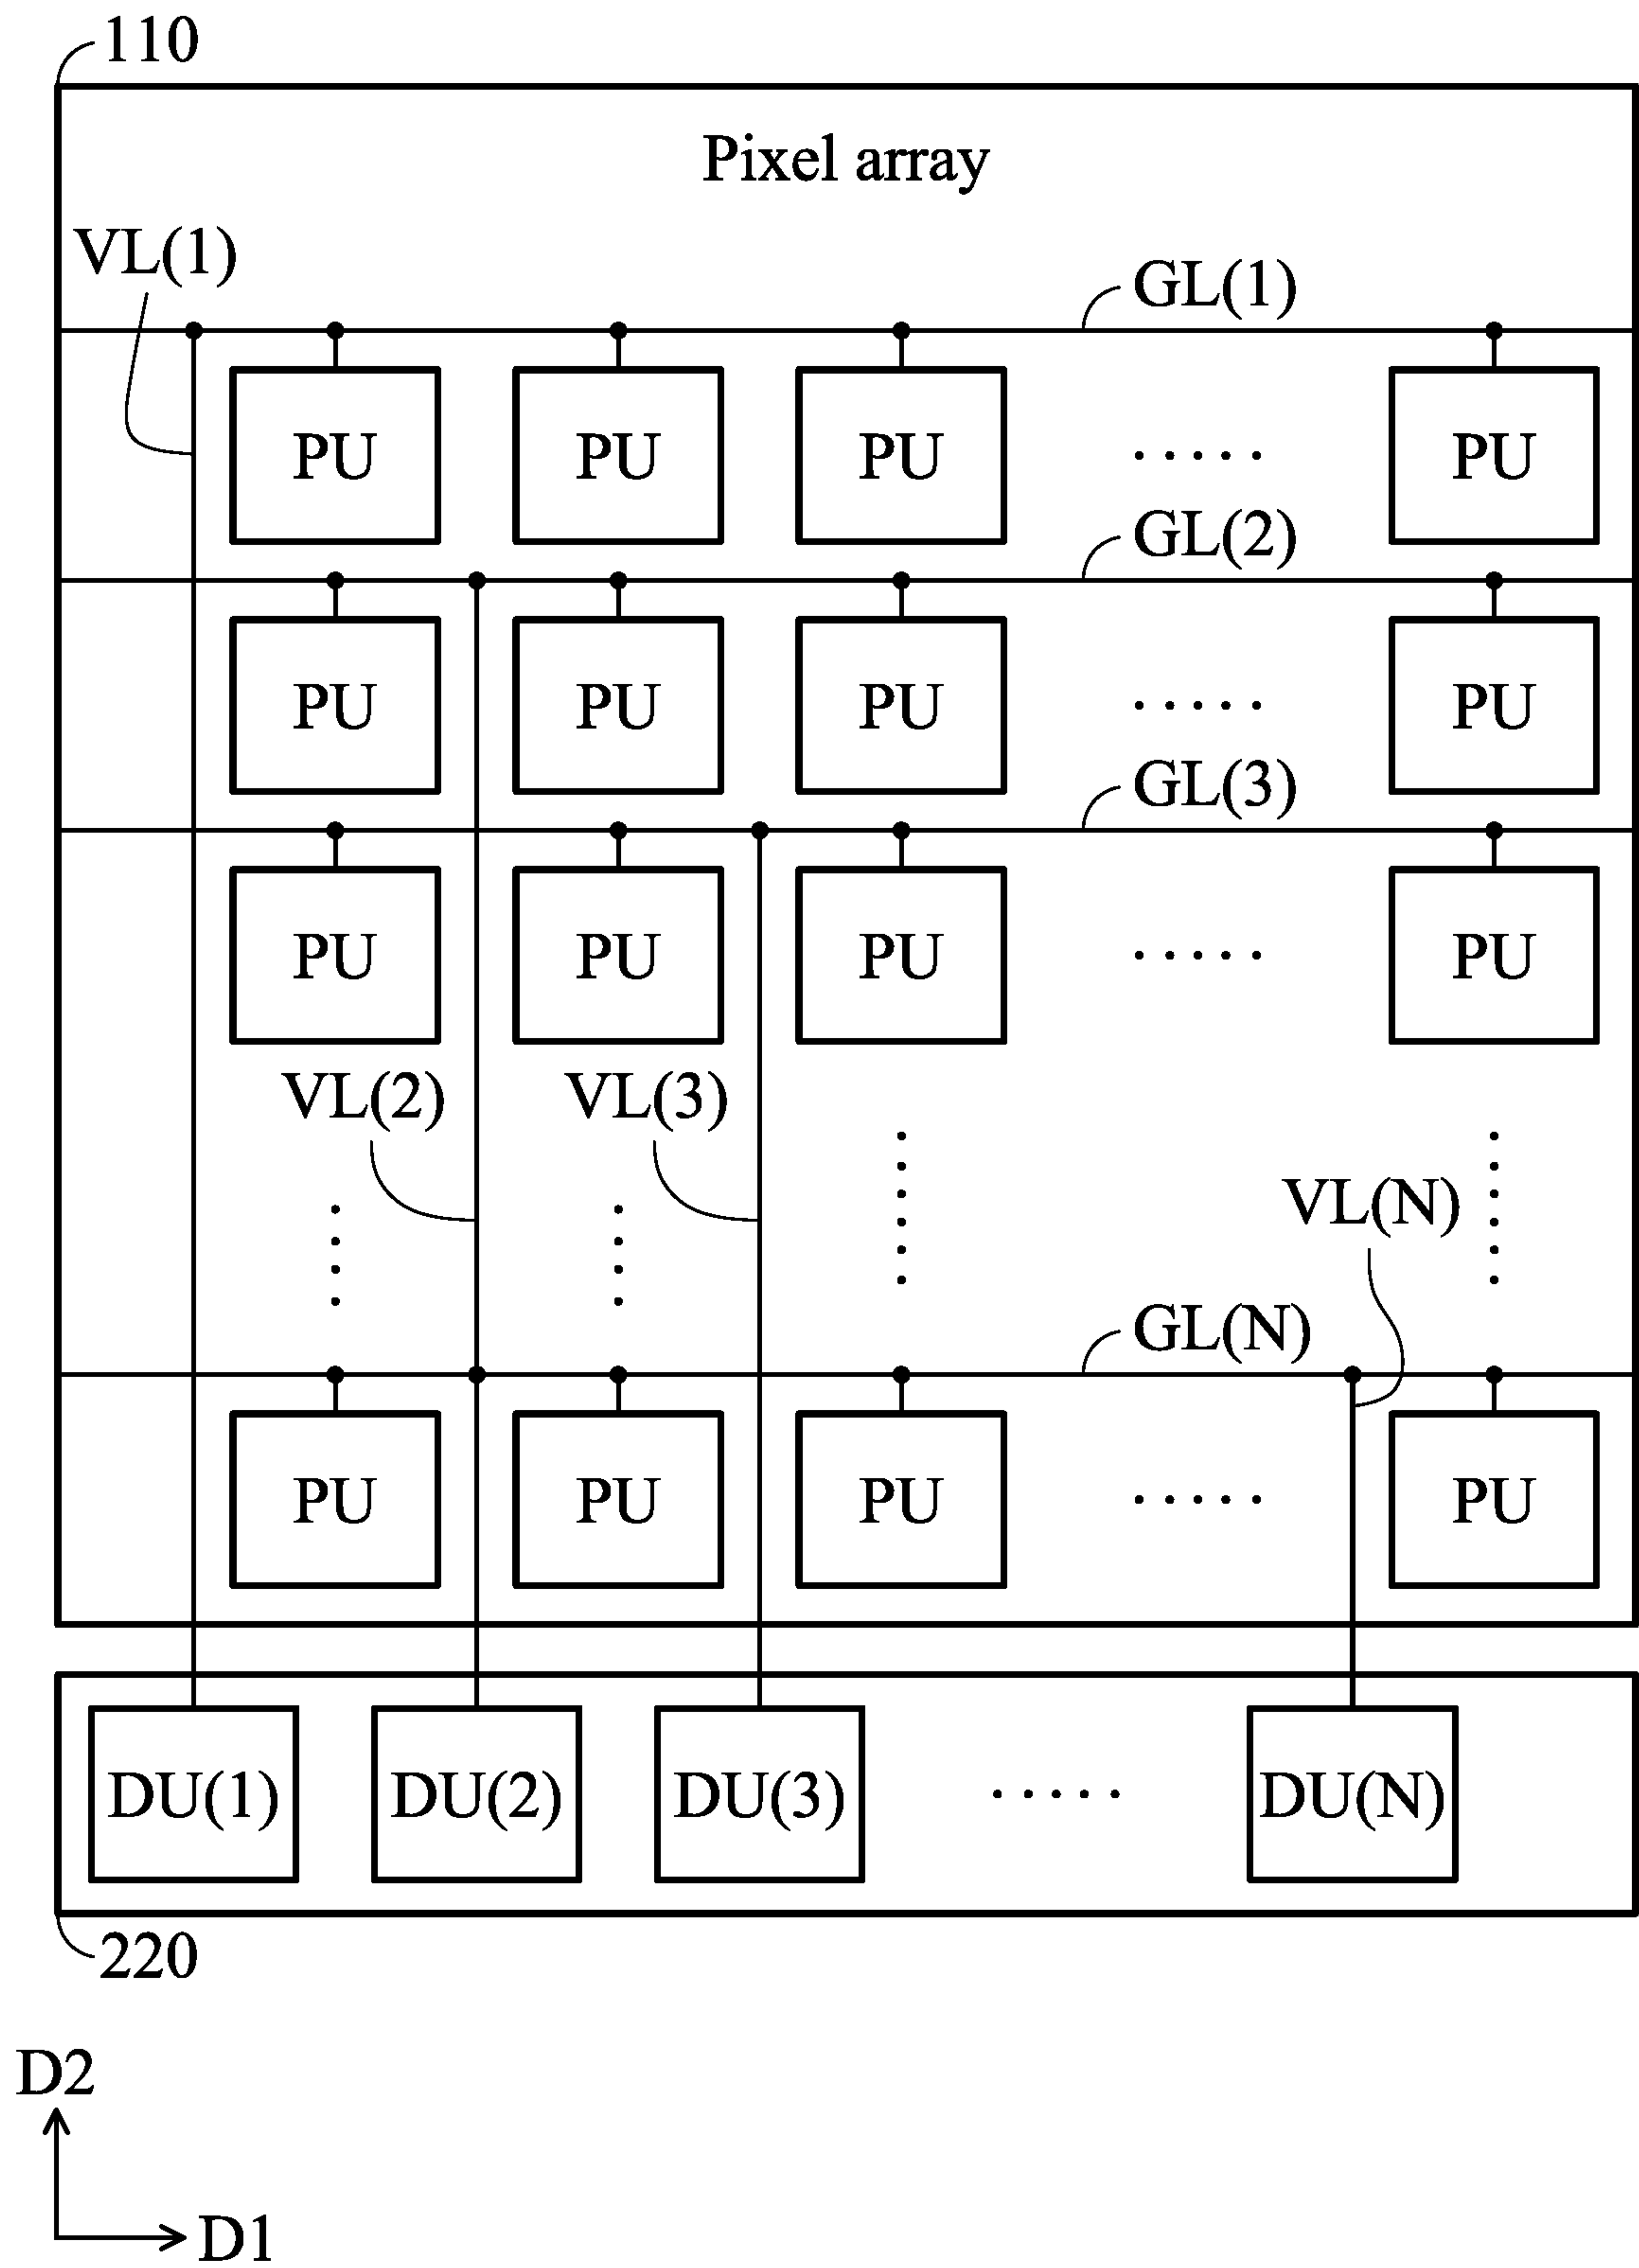 110
Pixel array
VL(1)
GL(1)
PU PU PU ..... PU
GL(2)
PU PU PU ..... PU
GL(3)
PU PU PU ..... PU
VL(2) VL(3)
VL(N)
GL(N)
PU PU PU ..... PU
DU(1) DU(2) DU(3) ..... DU(N)
220
D2
D1